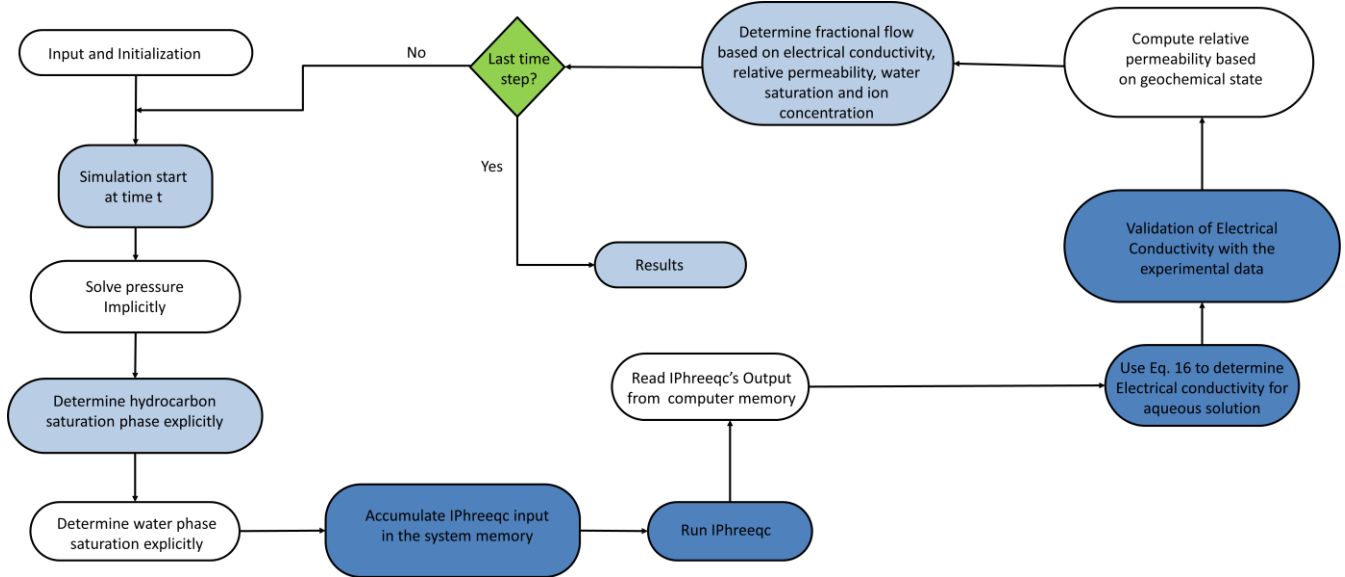 Input and Initialization
Simulation start
at time t
Solve pressure
Implicitly
Determine hydrocarbon
saturation phase explicitly
Determine water phase
saturation explicitly
Accumulate IPhreeqc input
in the system memory
Run IPhreeqc
Read IPhreeqc's Output
from computer memory
Use Eq. 16 to determine
Electrical conductivity for
aqueous solution
Validation of Electrical
Conductivity with the
experimental data
Compute relative
permeability based
on geochemical state
Determine fractional flow
based on electrical conductivity,
relative permeability, water
saturation and ion
concentration
Last time
step?
No
Yes
Results